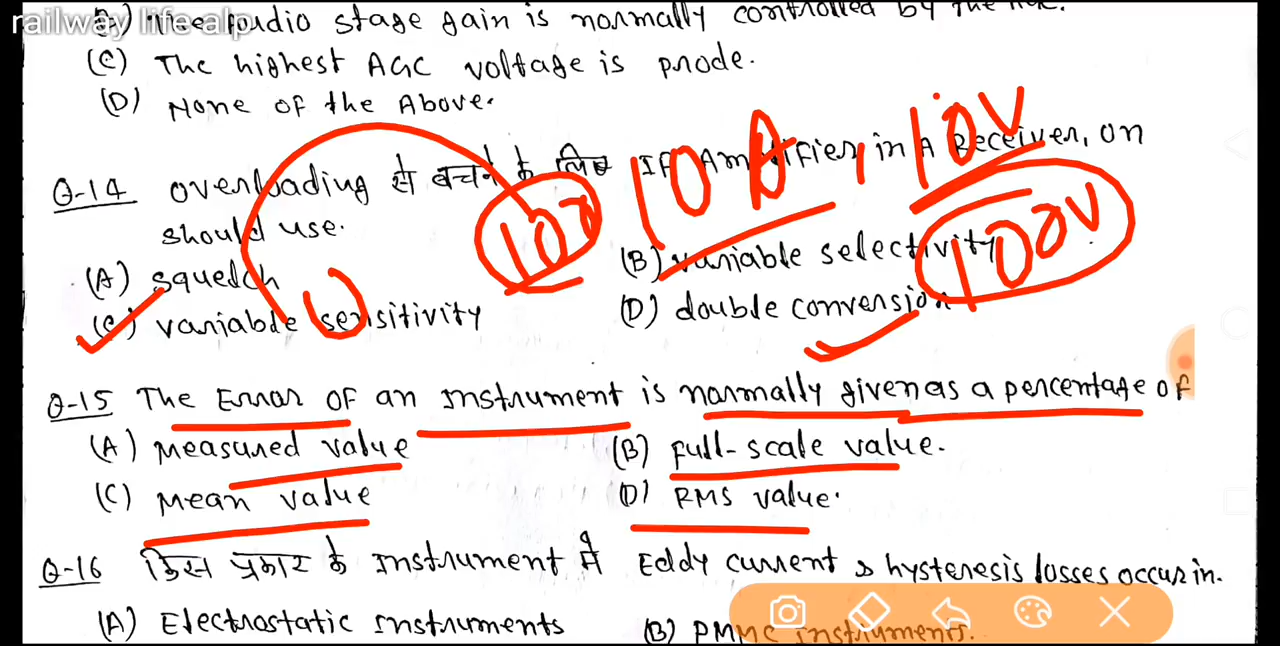 railway life alp
(B) The Audio stage gain is normally controlled by the
(C) The highest AGC voltage is prode.
(D) None of the Above.
Q-14 overloading से बचने के लिए IF Amplifier, in A Receiver, on
should use.
(A) squelch (B) variable selectivity
(C) variable sensitivity (D) double conversion
10A, 10V
100V
Q-15 The Error of an Instrument is normally given as a percentage of
(A) Measured value (B) Full-scale value.
(C) Mean value (D) RMS value.
Q-16 किस प्रकार के Instrument में Eddy current & hysteresis losses occur in.
(A) Electrostatic Instruments (B) PMMC instruments.